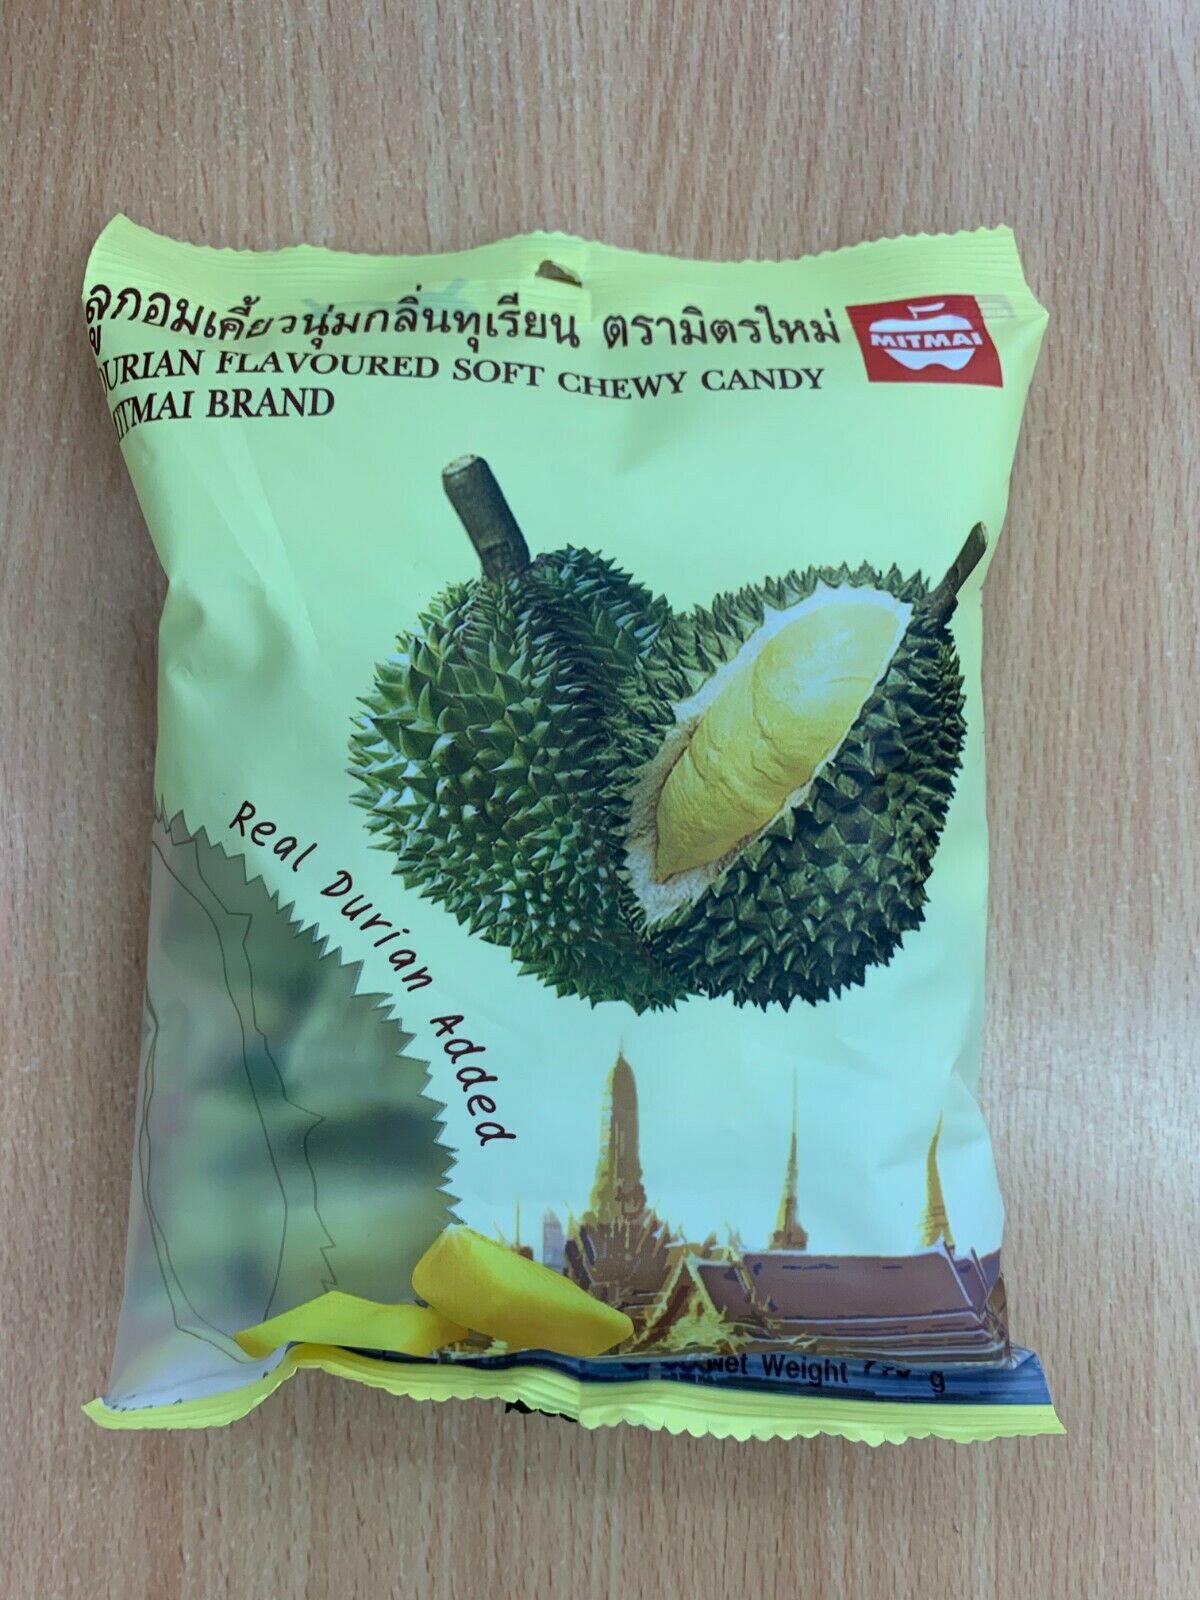 ลูกอมเคี้ยวนุ่มกลิ่นทุเรียน ตรามิตรใหม่
MITMAI
DURIAN FLAVOURED SOFT CHEWY CANDY
MITMAI BRAND
Real Durian Added
Net Weight g